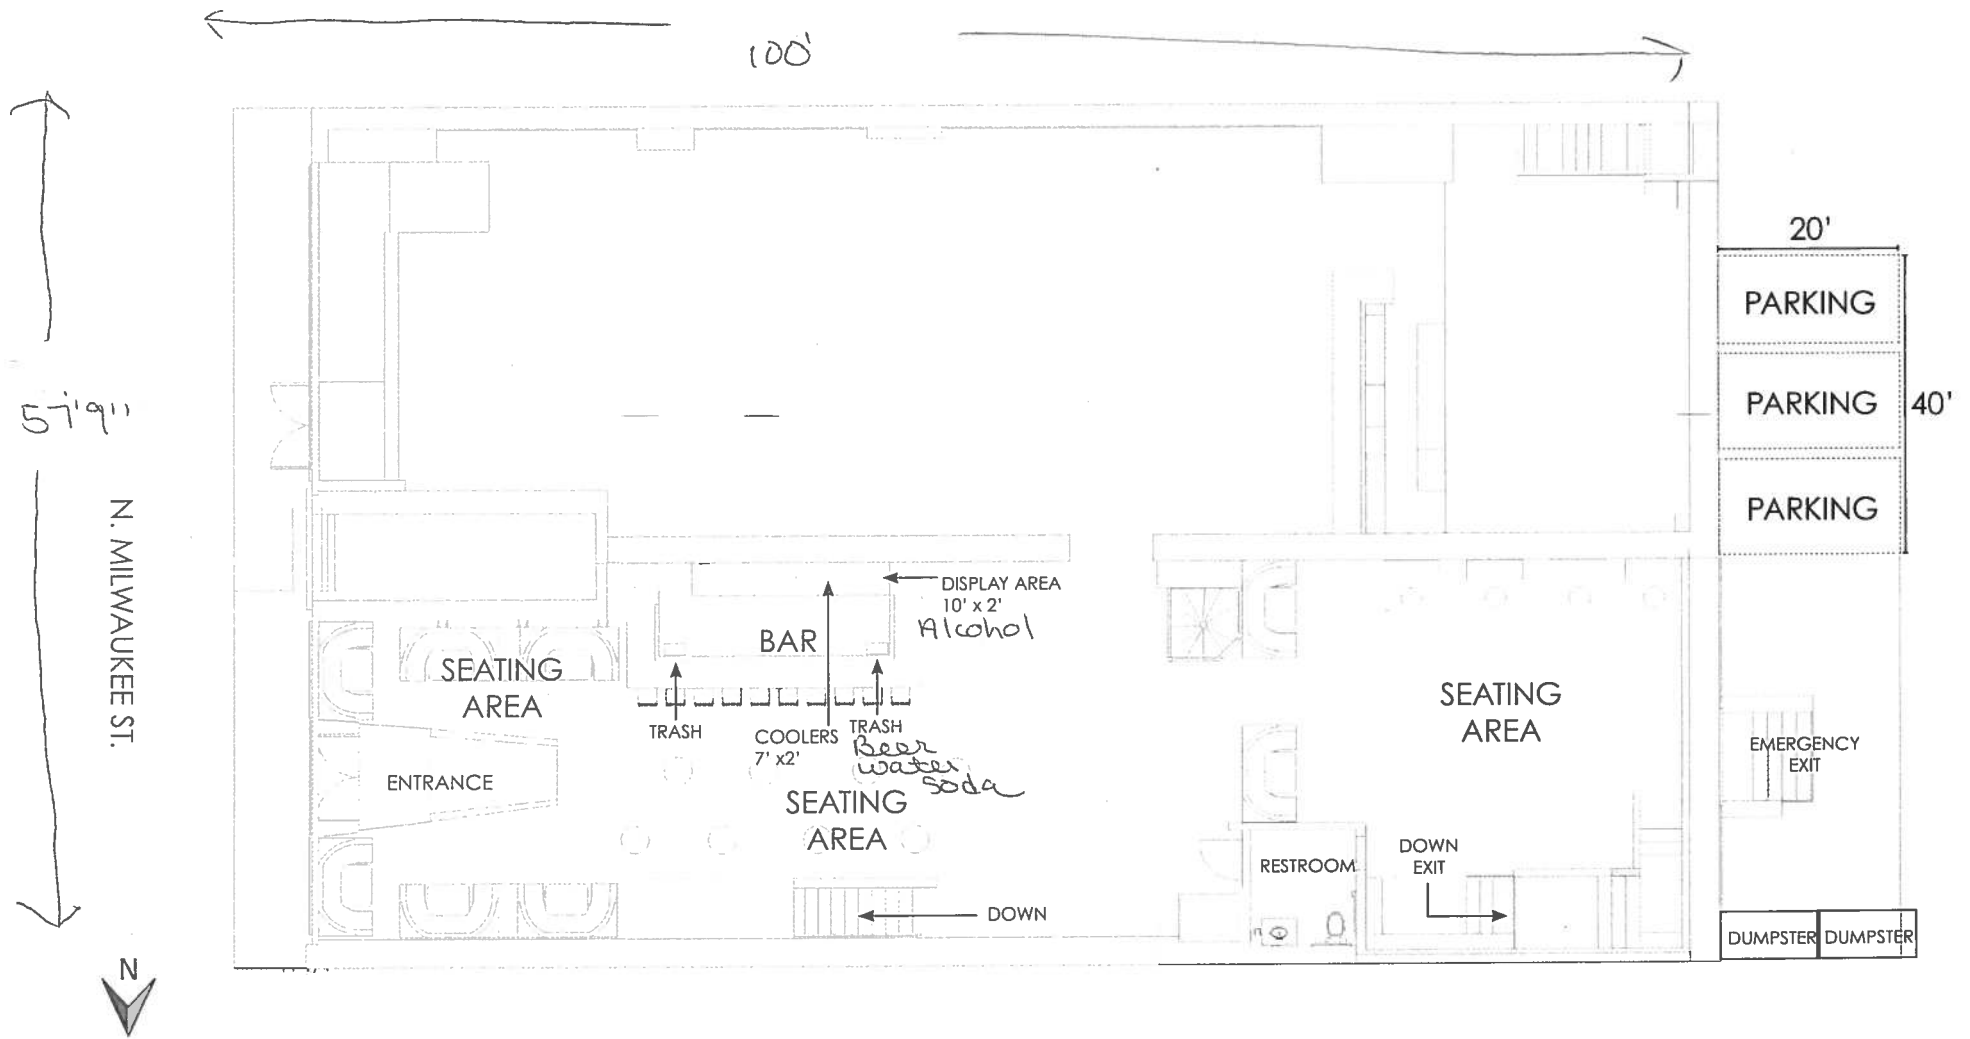 100'
57'9"
N. MILWAUKEE ST.
N
20'
PARKING
PARKING
40'
PARKING
DISPLAY AREA
10' x 2'
Alcohol
BAR
SEATING
AREA
TRASH
COOLERS
7' x2'
TRASH
Beer
water
soda
ENTRANCE
SEATING
AREA
SEATING
AREA
EMERGENCY
EXIT
RESTROOM
DOWN
EXIT
DOWN
DUMPSTER
DUMPSTER